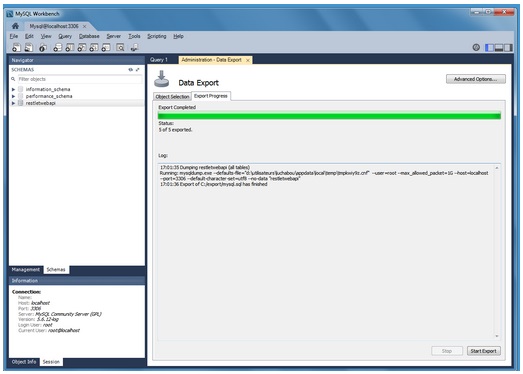 MySQL Workbench
Mysql@localhost:3306 ×
File Edit View Query Database Server Tools Scripting Help
Navigator
SCHEMAS
Filter objects
information_schema
performance_schema
restletwebapi
Management Schemas
Information
Connection:
Name:
Host: localhost
Port: 3306
Server: MySQL Community Server (GPL)
Version: 5.6.12-log
Login User: root
Current User: root@localhost
Object Info Session
Query 1 Administration - Data Export ×
Data Export
Advanced Options...
Object Selection Export Progress
Export Completed
Status:
5 of 5 exported.
Log:
17:01:35 Dumping restletwebapi (all tables)
Running: mysqldump.exe --defaults-file="d:\utilisateurs\uchabou\appdata\local\temp\tmpkwiy9z.cnf" --user=root --max_allowed_packet=1G --host=localhost
--port=3306 --default-character-set=utf8 --no-data "restletwebapi"
17:01:36 Export of C:\export\mysql.sql has finished
Stop Start Export